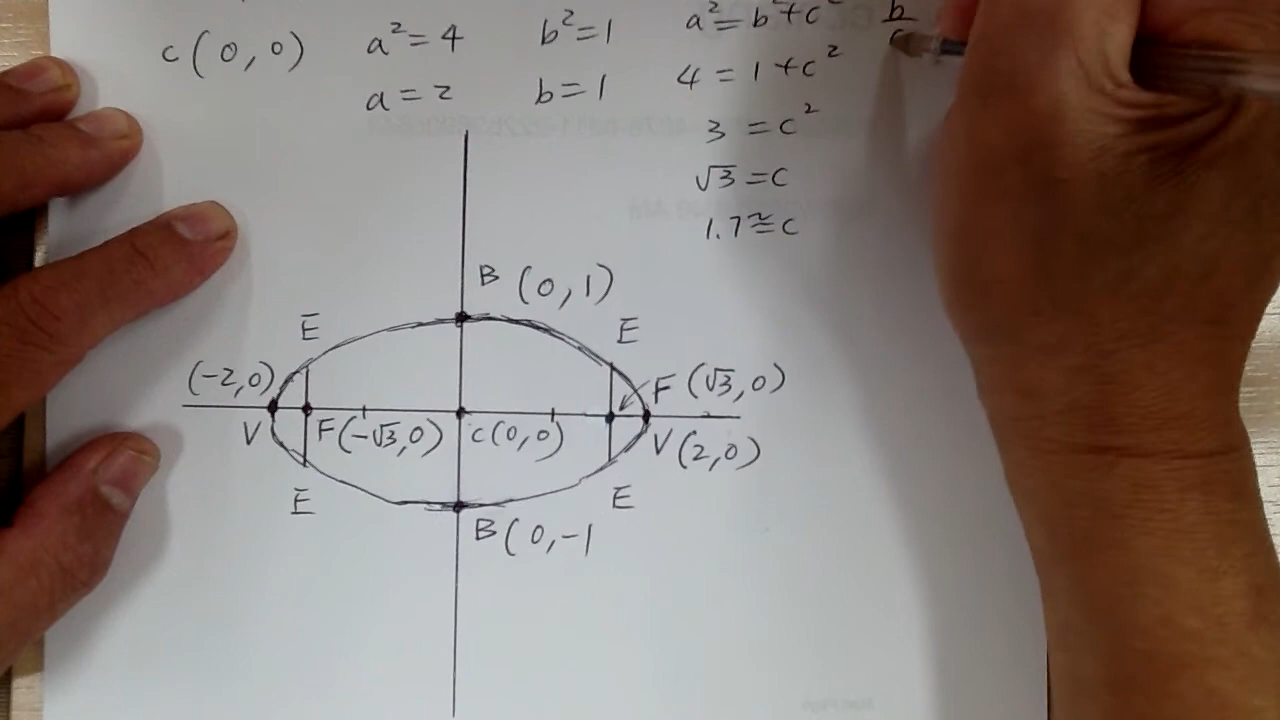 c(0,0) a²=4 b²=1 a²=b²+c² b
a=2 b=1 4=1+c²
3=c²
√3=c
1.7≅c
B (0,1)
E E
(-2,0) F (√3,0)
V F(-√3,0) c(0,0) V(2,0)
E E
B(0,-1